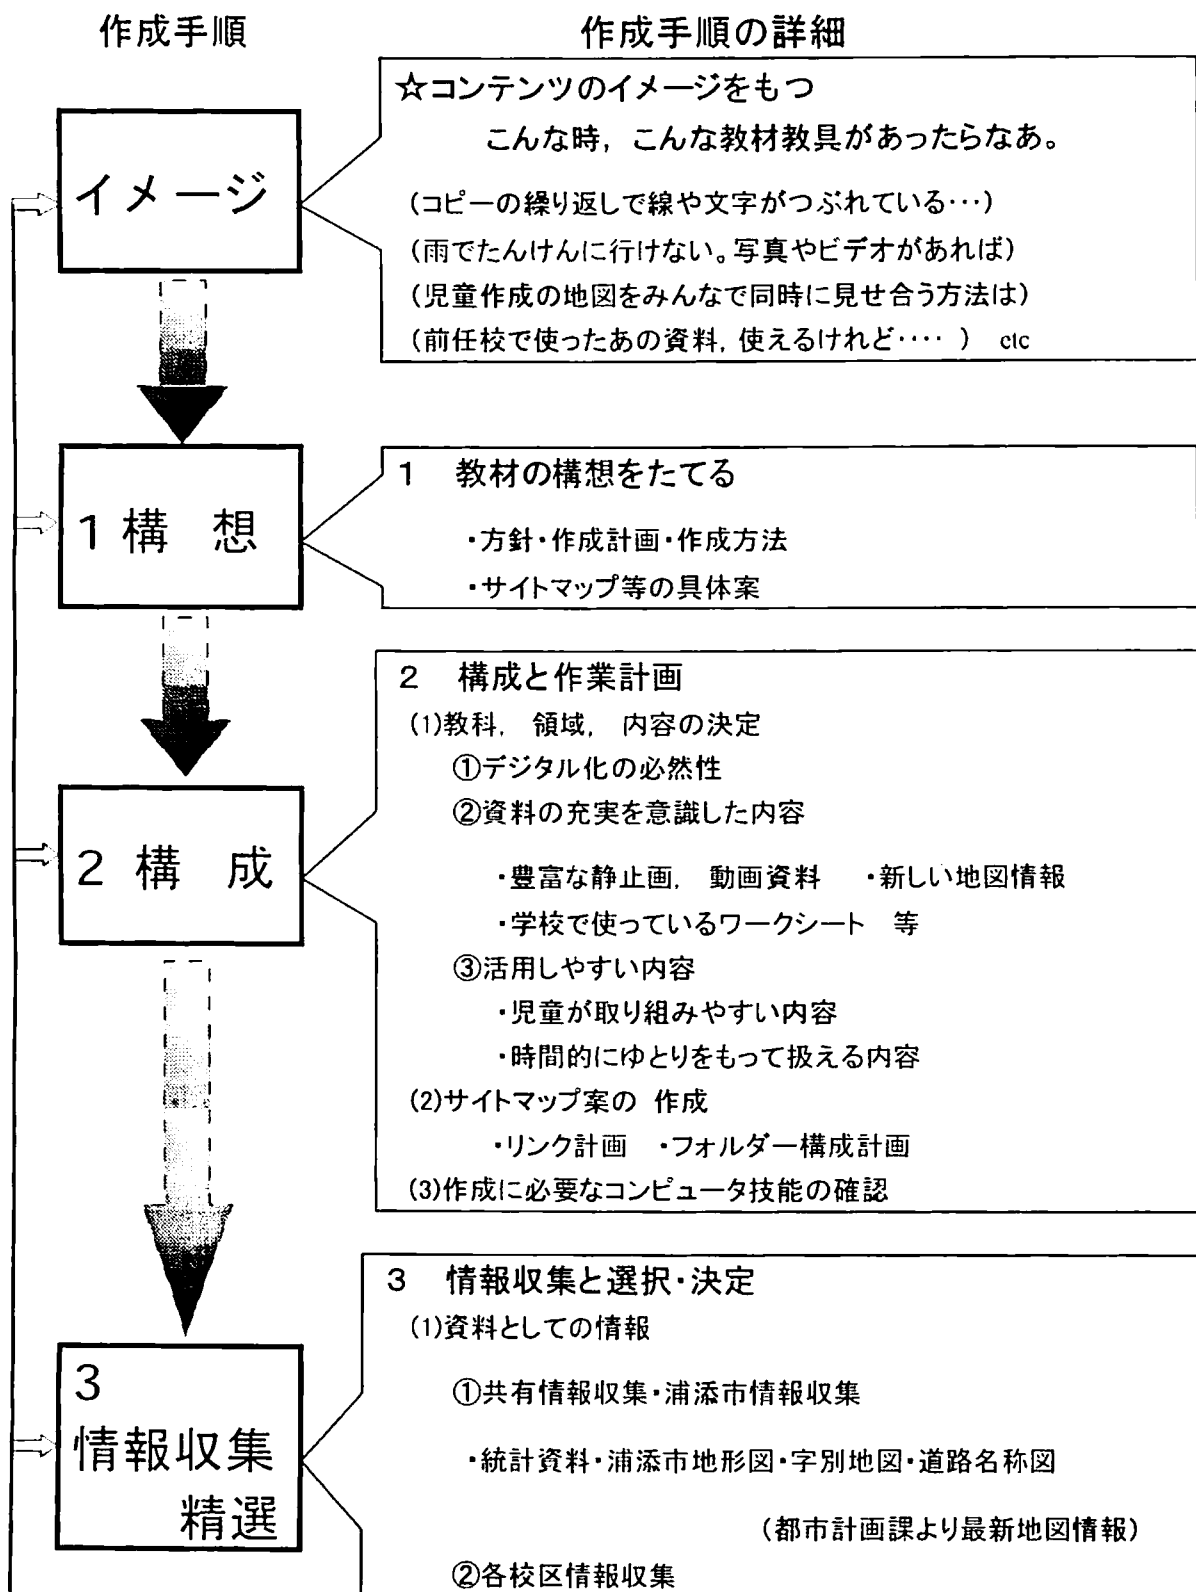 作成手順
作成手順の詳細
イメージ
☆コンテンツのイメージをもつ
こんな時，こんな教材教具があったらなあ。
(コピーの繰り返しで線や文字がつぶれている･･･)
(雨でたんけんに行けない。写真やビデオがあれば)
(児童作成の地図をみんなで同時に見せ合う方法は)
(前任校で使ったあの資料，使えるけれど････ ) etc
1 構 想
1 教材の構想をたてる
・方針・作成計画・作成方法
・サイトマップ等の具体案
2 構 成
2 構成と作業計画
(1)教科，領域，内容の決定
①デジタル化の必然性
②資料の充実を意識した内容
・豊富な静止画，動画資料 ・新しい地図情報
・学校で使っているワークシート 等
③活用しやすい内容
・児童が取り組みやすい内容
・時間的にゆとりをもって扱える内容
(2)サイトマップ案の 作成
・リンク計画 ・フォルダー構成計画
(3)作成に必要なコンピュータ技能の確認
3
情報収集
精選
3 情報収集と選択・決定
(1)資料としての情報
①共有情報収集・浦添市情報収集
・統計資料・浦添市地形図・字別地図・道路名称図
(都市計画課より最新地図情報)
②各校区情報収集